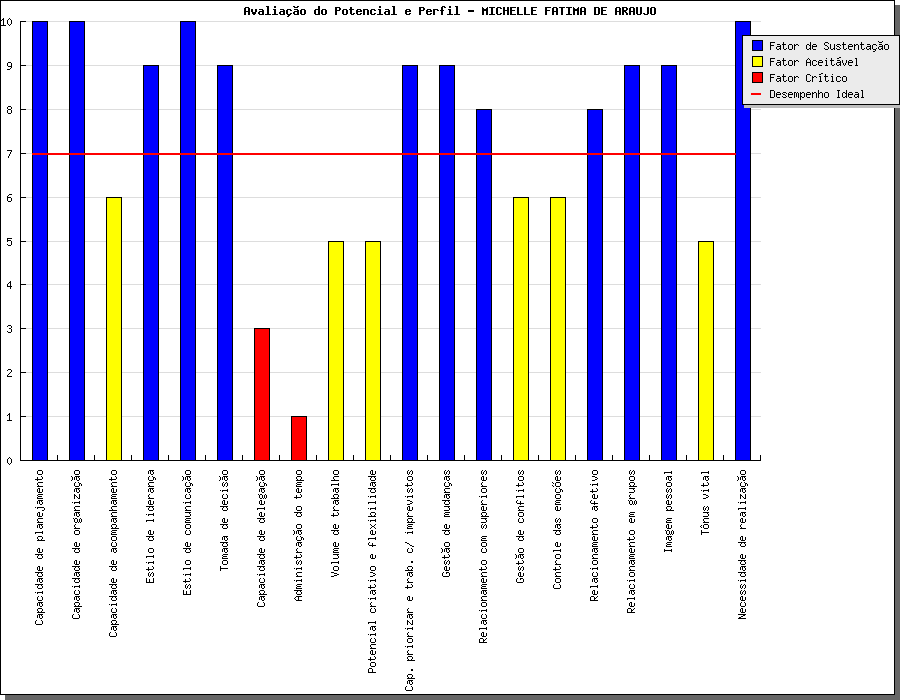 Avaliação do Potencial e Perfil - MICHELLE FATIMA DE ARAUJO
10
9
8
7
6
5
4
3
2
1
0
Fator de Sustentação
Fator Aceitável
Fator Crítico
Desempenho Ideal
Capacidade de planejamento
Capacidade de organização
Capacidade de acompanhamento
Estilo de liderança
Estilo de comunicação
Tomada de decisão
Capacidade de delegação
Administração do tempo
Volume de trabalho
Potencial criativo e flexibilidade
Cap. priorizar e trab. c/ imprevistos
Gestão de mudanças
Relacionamento com superiores
Gestão de conflitos
Controle das emoções
Relacionamento afetivo
Relacionamento em grupos
Imagem pessoal
Tônus vital
Necessidade de realização